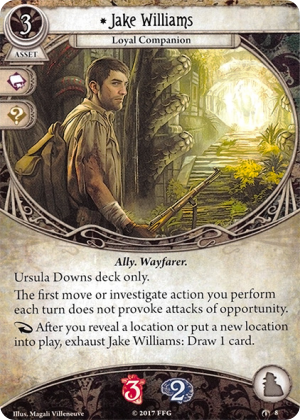 3
* Jake Williams
Loyal Companion
ASSET
?
Ally. Wayfarer.
Ursula Downs deck only.
The first move or investigate action you perform
each turn does not provoke attacks of opportunity.
After you reveal a location or put a new location
into play, exhaust Jake Williams: Draw 1 card.
3
2
Illus. Magali Villeneuve
© 2017 FFG
8